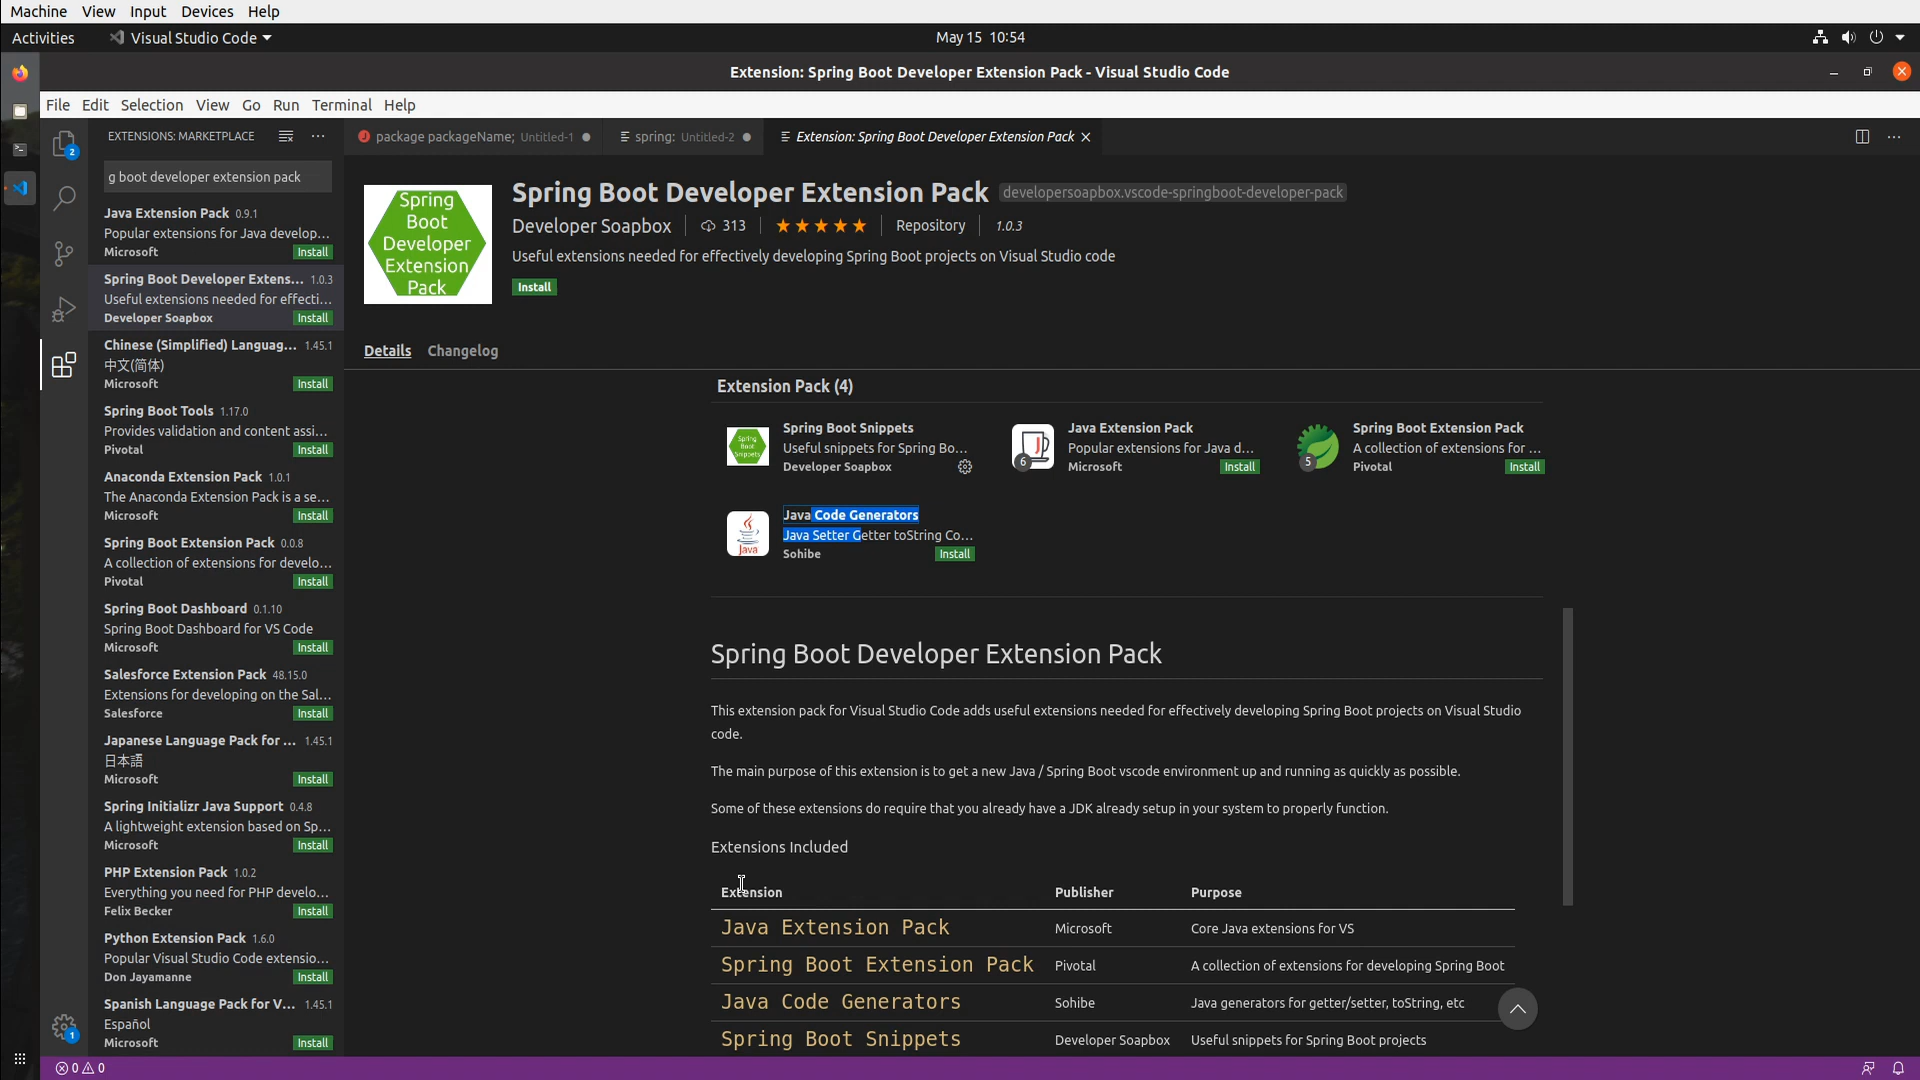 Machine View Input Devices Help
Activities Visual Studio Code May 15 10:54
Extension: Spring Boot Developer Extension Pack - Visual Studio Code
File Edit Selection View Go Run Terminal Help
EXTENSIONS: MARKETPLACE
package packageName; Untitled-1
spring: Untitled-2
Extension: Spring Boot Developer Extension Pack
g boot developer extension pack
Java Extension Pack 0.9.1
Popular extensions for Java develop...
Microsoft Install
Spring Boot Developer Extens... 1.0.3
Useful extensions needed for effecti...
Developer Soapbox Install
Chinese (Simplified) Languag... 1.45.1
中文(简体)
Microsoft Install
Spring Boot Tools 1.17.0
Provides validation and content assi...
Pivotal Install
Anaconda Extension Pack 1.0.1
The Anaconda Extension Pack is a se...
Microsoft Install
Spring Boot Extension Pack 0.0.8
A collection of extensions for develo...
Pivotal Install
Spring Boot Dashboard 0.1.10
Spring Boot Dashboard for VS Code
Microsoft Install
Salesforce Extension Pack 48.15.0
Extensions for developing on the Sal...
Salesforce Install
Japanese Language Pack for ... 1.45.1
日本語
Microsoft Install
Spring Initializr Java Support 0.4.8
A lightweight extension based on Sp...
Microsoft Install
PHP Extension Pack 1.0.2
Everything you need for PHP develo...
Felix Becker Install
Python Extension Pack 1.6.0
Popular Visual Studio Code extensio...
Don Jayamanne Install
Spanish Language Pack for V... 1.45.1
Español
Microsoft Install
2
1
Spring
Boot
Developer
Extension
Pack
Spring Boot Developer Extension Pack developersoapbox.vscode-springboot-developer-pack
Developer Soapbox 313 Repository 1.0.3
Useful extensions needed for effectively developing Spring Boot projects on Visual Studio code
Install
Details Changelog
Extension Pack (4)
Spring
Boot
Snippets
Spring Boot Snippets
Useful snippets for Spring Bo...
Developer Soapbox
6
Java Extension Pack
Popular extensions for Java d...
Microsoft Install
5
Spring Boot Extension Pack
A collection of extensions for ...
Pivotal Install
Java
Java Code Generators
Java Setter Getter toString Co...
Sohibe Install
Spring Boot Developer Extension Pack
This extension pack for Visual Studio Code adds useful extensions needed for effectively developing Spring Boot projects on Visual Studio
code.
The main purpose of this extension is to get a new Java / Spring Boot vscode environment up and running as quickly as possible.
Some of these extensions do require that you already have a JDK already setup in your system to properly function.
Extensions Included
Extension Publisher Purpose
Java Extension Pack Microsoft Core Java extensions for VS
Spring Boot Extension Pack Pivotal A collection of extensions for developing Spring Boot
Java Code Generators Sohibe Java generators for getter/setter, toString, etc
Spring Boot Snippets Developer Soapbox Useful snippets for Spring Boot projects
0 0